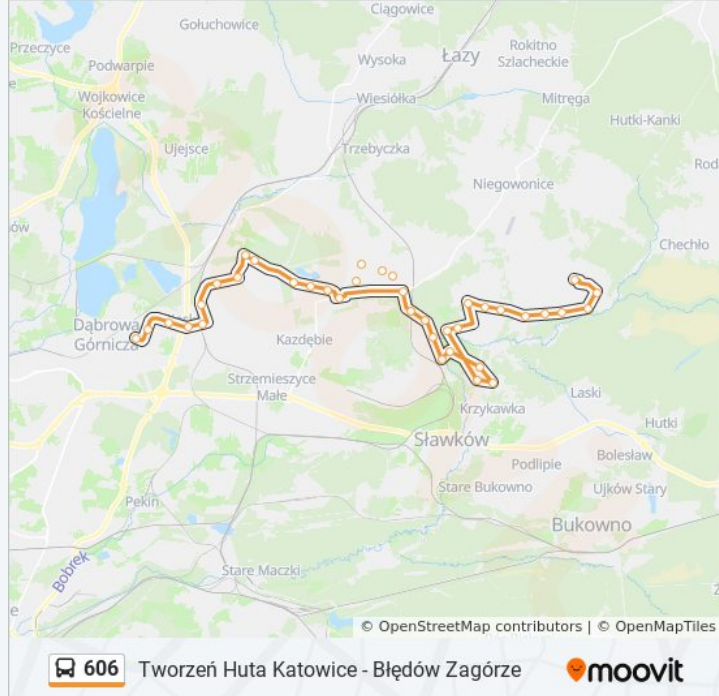 Ciągowice
Gołuchowice
Przeczyce
Podwarpie
Wysoka
Łazy
Rokitno
Szlacheckie
Wojkowice
Kościelne
Wiesiółka
Mitręga
Hutki-Kanki
Ujejsce
Trzebyczka
Niegowonice
Chechło
Dąbrowa
Górnicza
Kazdębie
Strzemieszyce
Małe
Krzykawka
Laski
Sławków
Hutki
Bolesław
Podlipie
Stare Bukowno
Ujków Stary
Pekin
Bukowno
Bobrek
Stare Maczki
© OpenStreetMap contributors | © OpenMapTiles
606 Tworzeń Huta Katowice - Błędów Zagórze
moovit